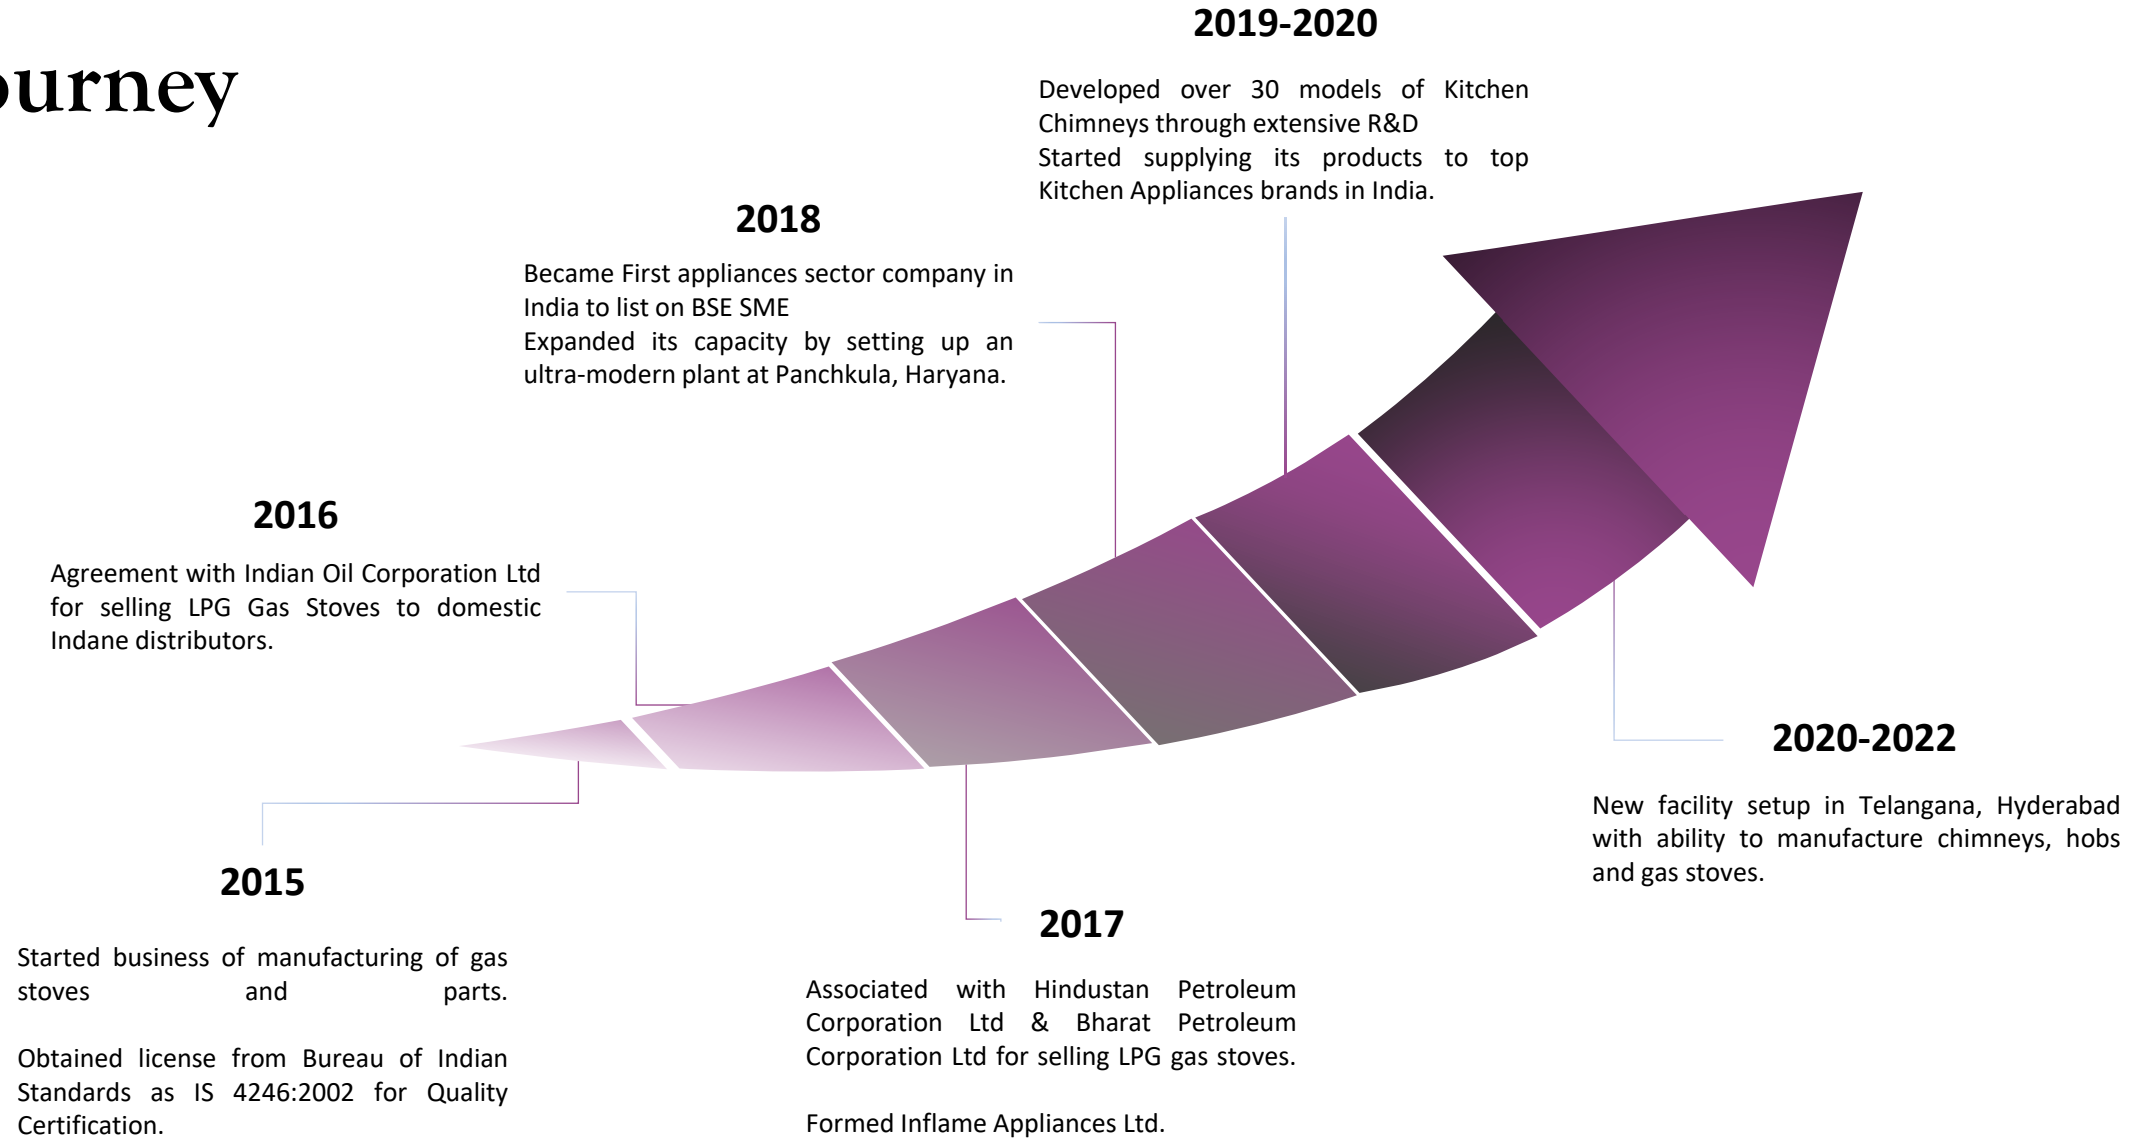 ourney
2019-2020
Developed over 30 models of Kitchen
Chimneys through extensive R&D
Started supplying its products to top
Kitchen Appliances brands in India.
2018
Became First appliances sector company in
India to list on BSE SME
Expanded its capacity by setting up an
ultra-modern plant at Panchkula, Haryana.
2016
Agreement with Indian Oil Corporation Ltd
for selling LPG Gas Stoves to domestic
Indane distributors.
2015
Started business of manufacturing of gas
stoves and parts.
Obtained license from Bureau of Indian
Standards as IS 4246:2002 for Quality
Certification.
2017
Associated with Hindustan Petroleum
Corporation Ltd & Bharat Petroleum
Corporation Ltd for selling LPG gas stoves.
Formed Inflame Appliances Ltd.
2020-2022
New facility setup in Telangana, Hyderabad
with ability to manufacture chimneys, hobs
and gas stoves.